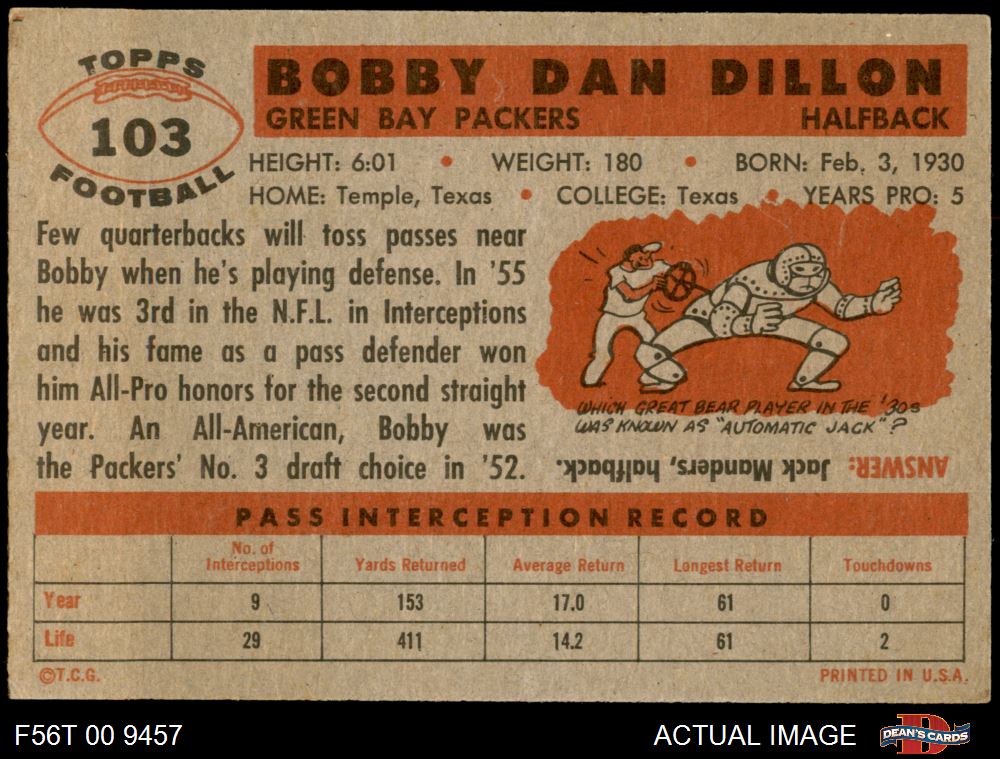 TOPPS
103
FOOTBALL
BOBBY DAN DILLON
GREEN BAY PACKERS HALFBACK
HEIGHT: 6:01 • WEIGHT: 180 • BORN: Feb. 3, 1930
HOME: Temple, Texas • COLLEGE: Texas • YEARS PRO: 5
Few quarterbacks will toss passes near
Bobby when he's playing defense. In '55
he was 3rd in the N.F.L. in Interceptions
and his fame as a pass defender won
him All-Pro honors for the second straight
year. An All-American, Bobby was
the Packers' No. 3 draft choice in '52.
WHICH GREAT BEAR PLAYER IN THE '30s
WAS KNOWN AS "AUTOMATIC JACK"?
ANSWER: Jack Manders, halfback.
PASS INTERCEPTION RECORD
No. of Interceptions Yards Returned Average Return Longest Return Touchdowns
Year 9 153 17.0 61 0
Life 29 411 14.2 61 2
©T.C.G. PRINTED IN U.S.A.
F56T 00 9457 ACTUAL IMAGE D DEAN'S CARDS